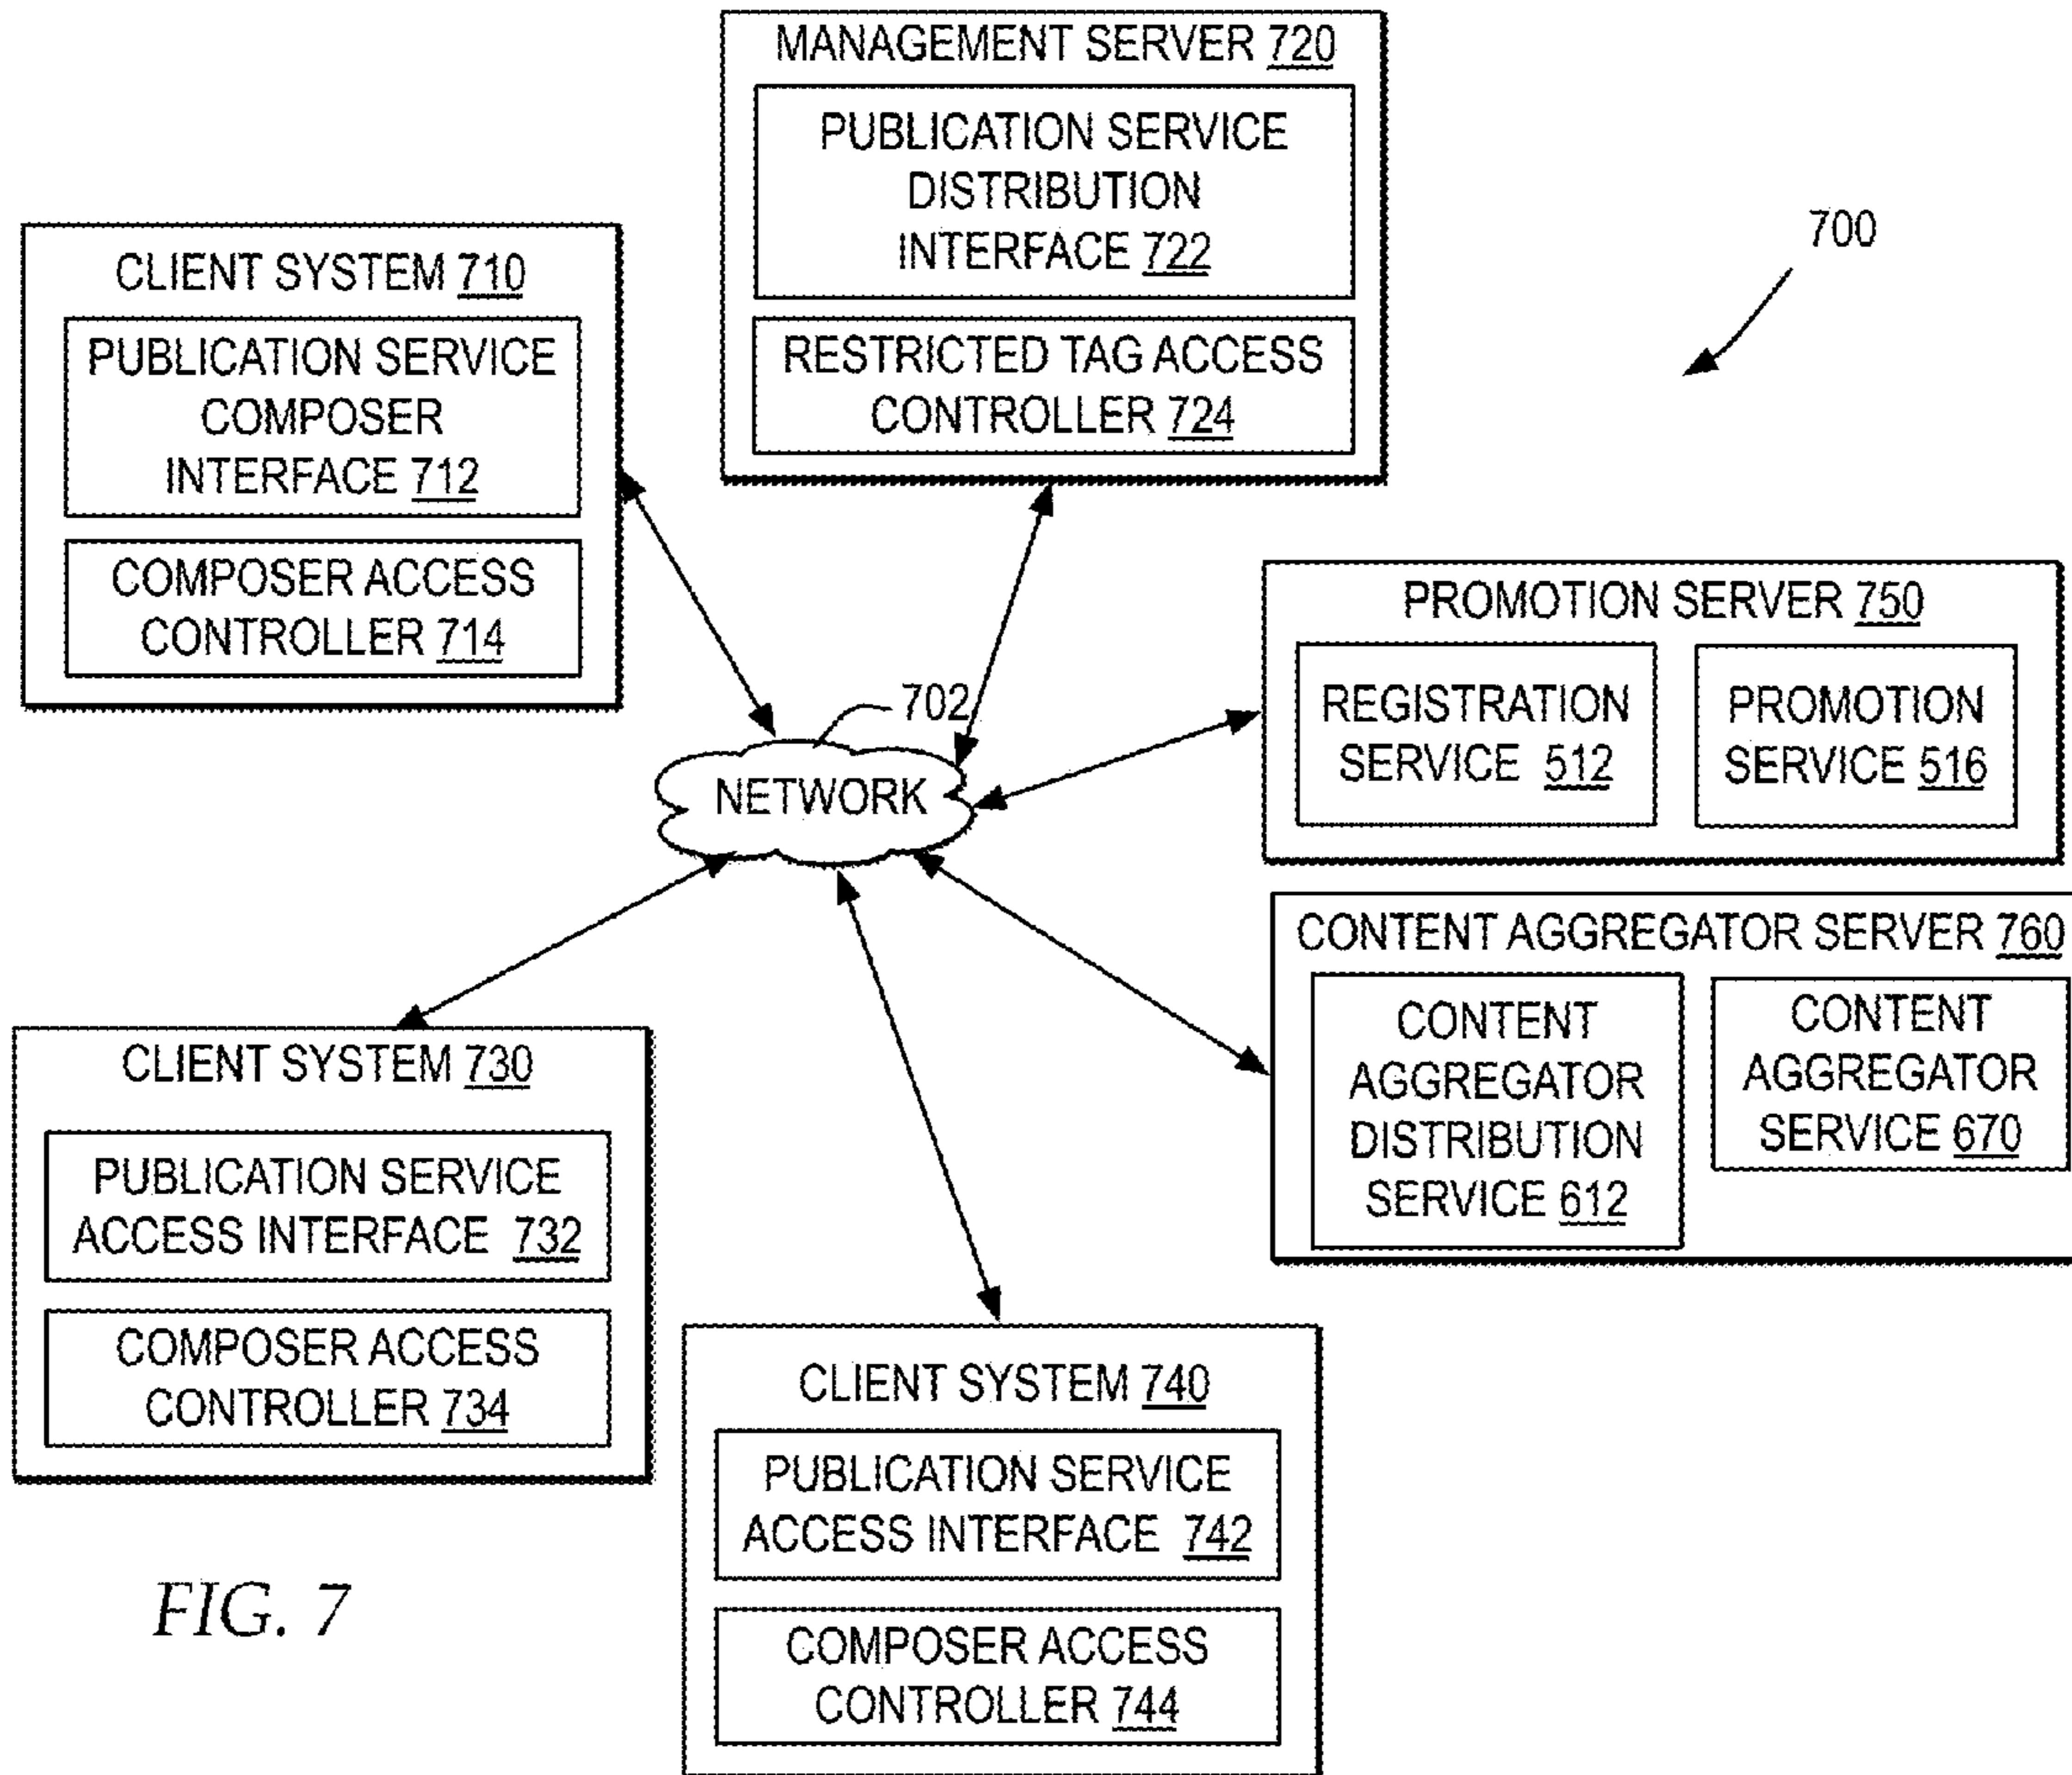 MANAGEMENT SERVER 720
PUBLICATION SERVICE
DISTRIBUTION
INTERFACE 722
RESTRICTED TAG ACCESS
CONTROLLER 724
700
CLIENT SYSTEM 710
PUBLICATION SERVICE
COMPOSER
INTERFACE 712
COMPOSER ACCESS
CONTROLLER 714
702
NETWORK
PROMOTION SERVER 750
REGISTRATION
SERVICE 512
PROMOTION
SERVICE 516
CONTENT AGGREGATOR SERVER 760
CONTENT
AGGREGATOR
DISTRIBUTION
SERVICE 612
CONTENT
AGGREGATOR
SERVICE 670
CLIENT SYSTEM 730
PUBLICATION SERVICE
ACCESS INTERFACE 732
COMPOSER ACCESS
CONTROLLER 734
CLIENT SYSTEM 740
PUBLICATION SERVICE
ACCESS INTERFACE 742
COMPOSER ACCESS
CONTROLLER 744
FIG. 7